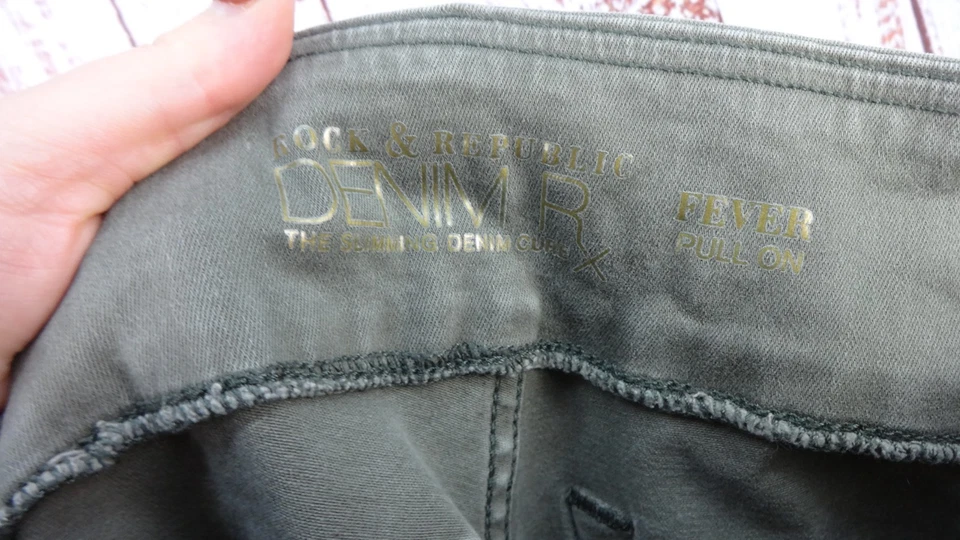 ROCK & REPUBLIC
DENIM Rx
THE SLIMMING DENIM CURE
FEVER
PULL ON